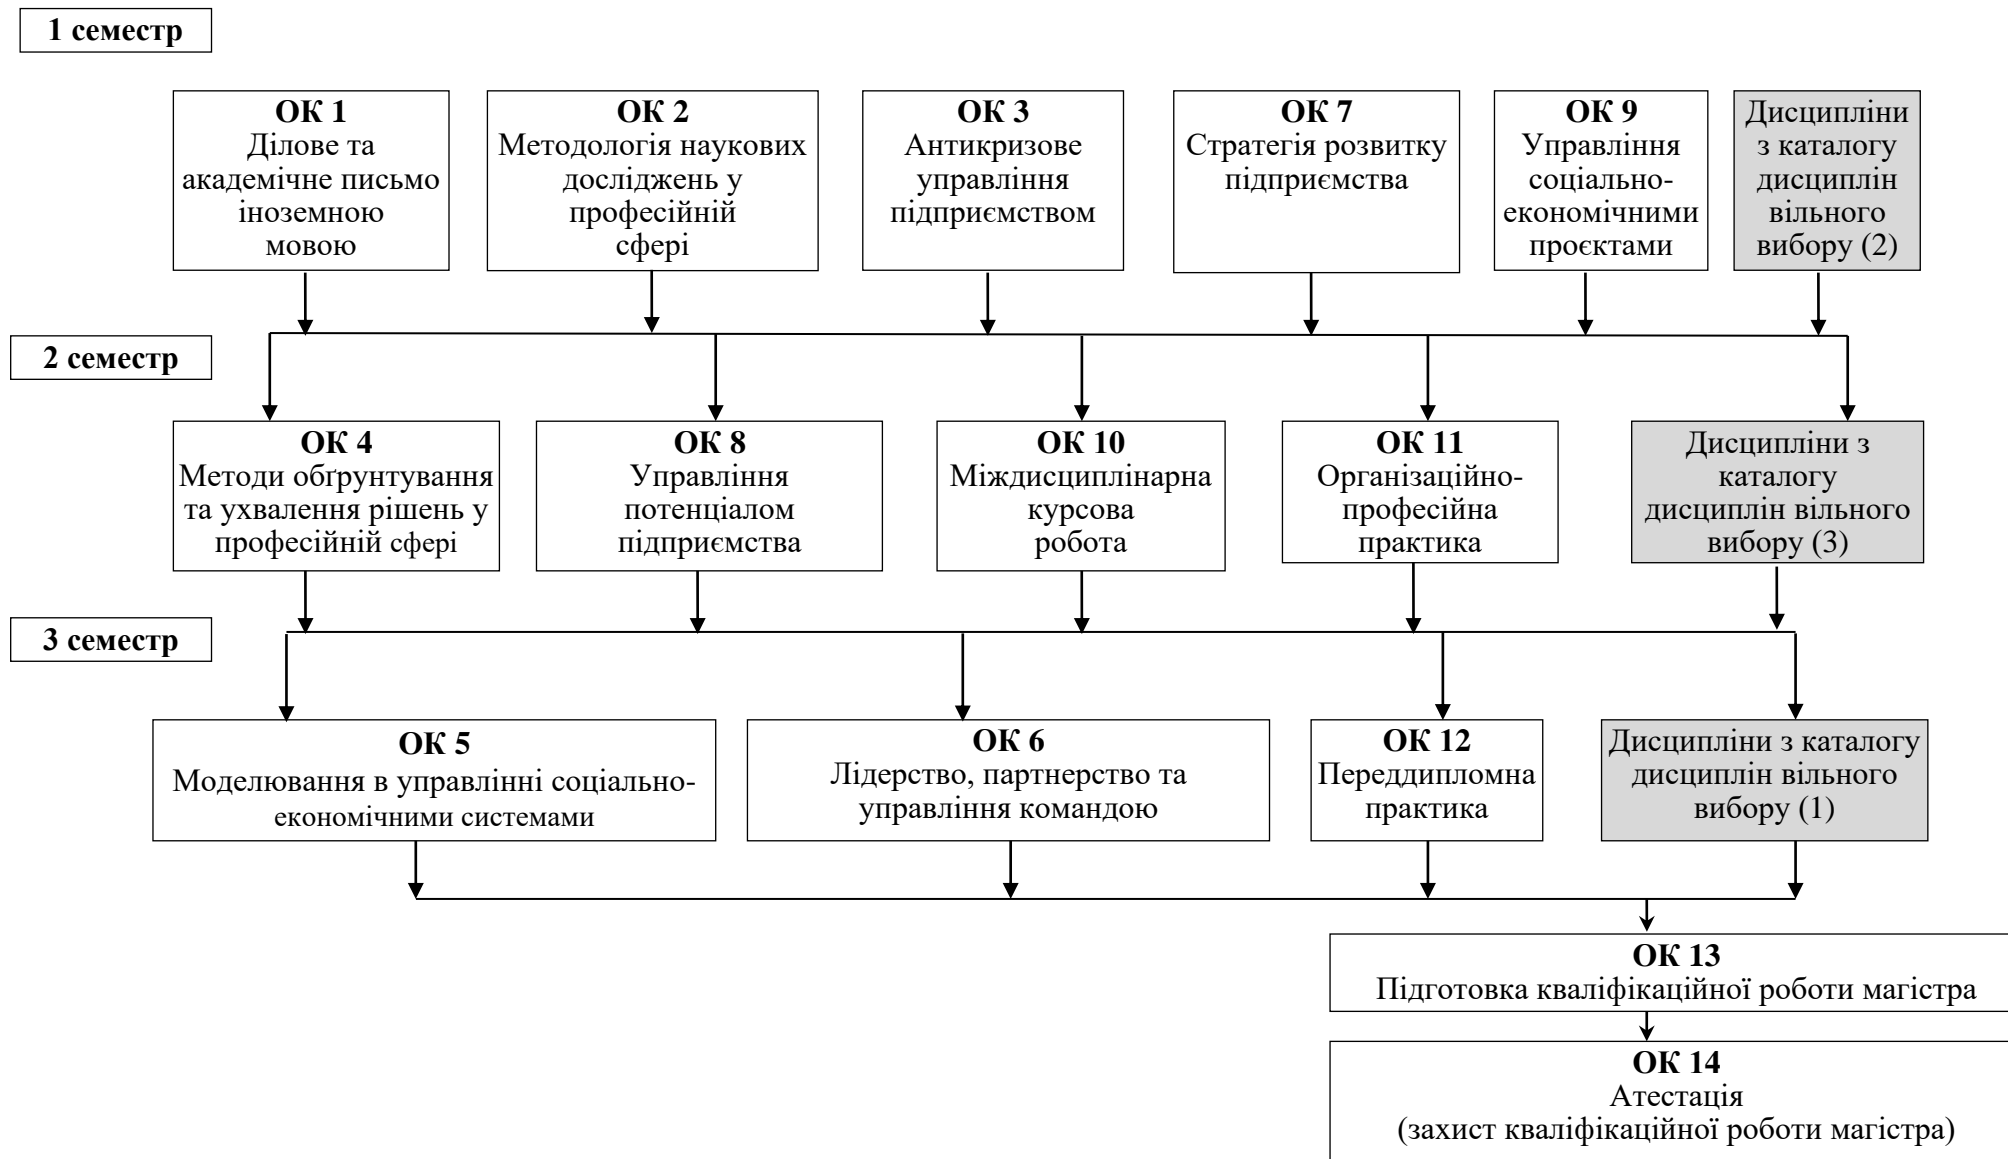 1 семестр
ОК 1
Ділове та
академічне письмо
іноземною
мовою
ОК 2
Методологія наукових
досліджень у
професійній
сфері
ОК 3
Антикризове
управління
підприємством
ОК 7
Стратегія розвитку
підприємства
ОК 9
Управління
соціально-
економічними
проєктами
Дисципліни
з каталогу
дисциплін
вільного
вибору (2)
2 семестр
ОК 4
Методи обґрунтування
та ухвалення рішень у
професійній сфері
ОК 8
Управління
потенціалом
підприємства
ОК 10
Міждисциплінарна
курсова
робота
ОК 11
Організаційно-
професійна
практика
Дисципліни з
каталогу
дисциплін вільного
вибору (3)
3 семестр
ОК 5
Моделювання в управлінні соціально-
економічними системами
ОК 6
Лідерство, партнерство та
управління командою
ОК 12
Переддипломна
практика
Дисципліни з каталогу
дисциплін вільного
вибору (1)
ОК 13
Підготовка кваліфікаційної роботи магістра
ОК 14
Атестація
(захист кваліфікаційної роботи магістра)